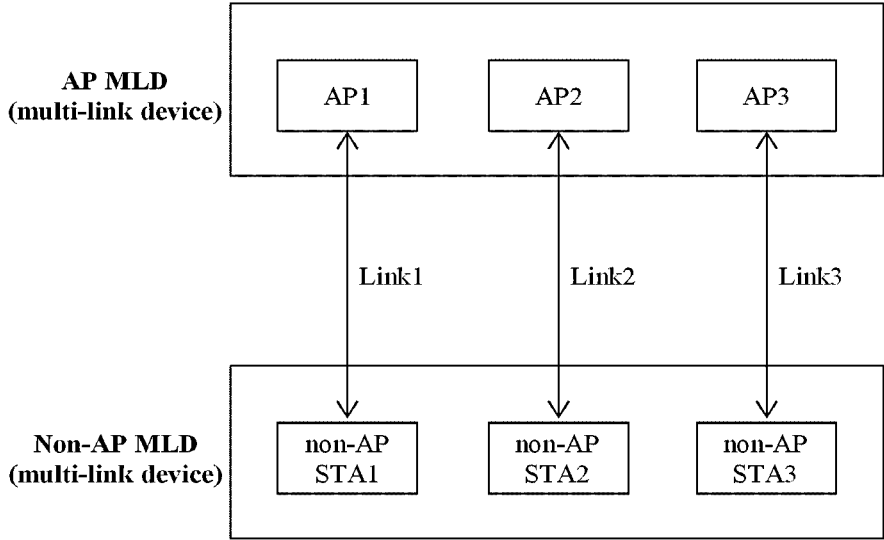 AP MLD
(multi-link device)
AP1
AP2
AP3
Link1
Link2
Link3
Non-AP MLD
(multi-link device)
non-AP
STA1
non-AP
STA2
non-AP
STA3